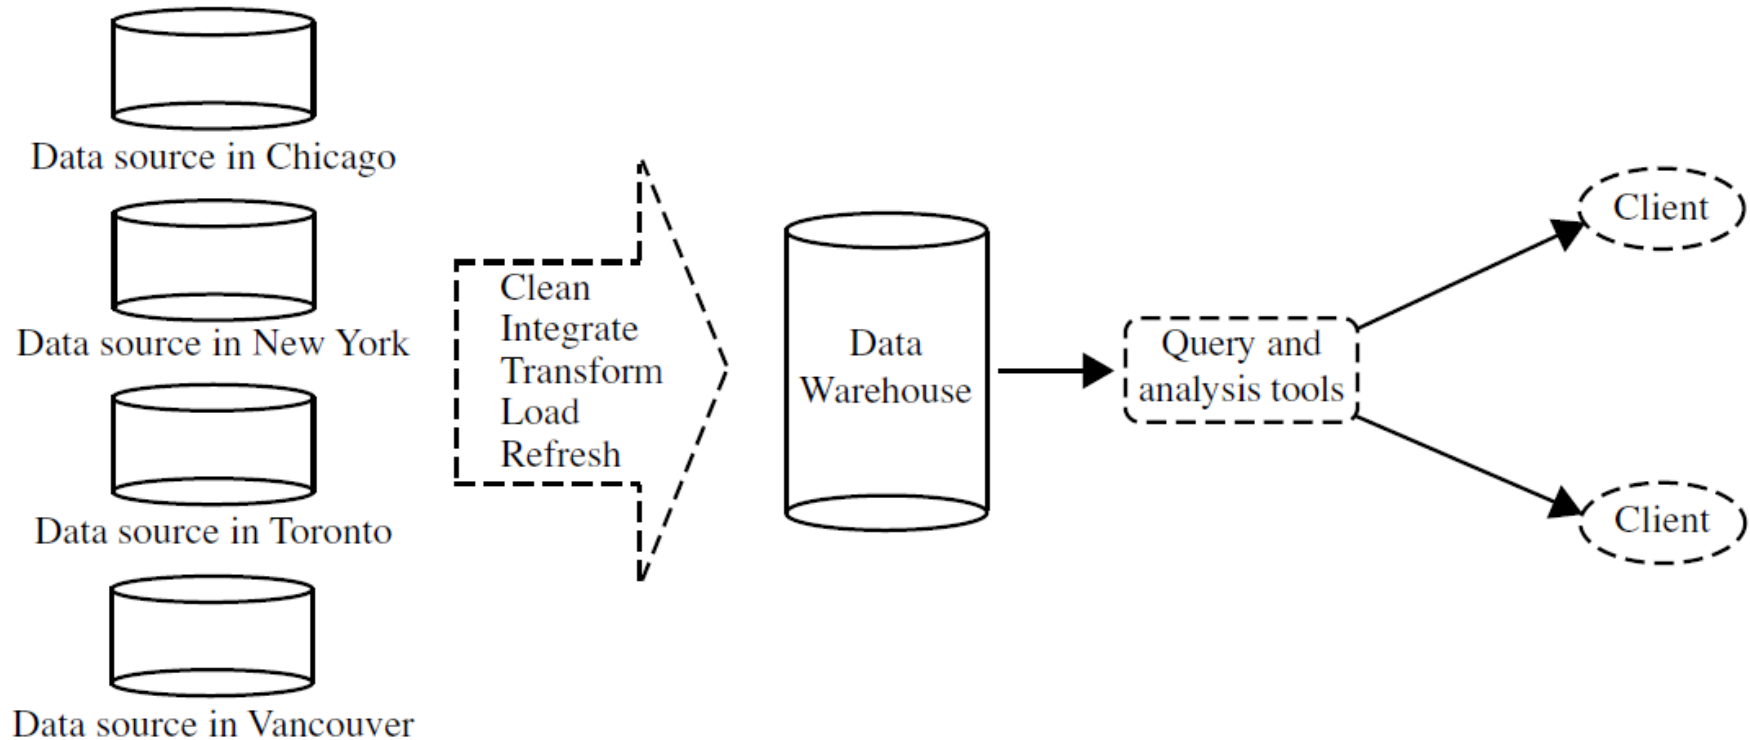 Data source in Chicago
Data source in New York
Data source in Toronto
Data source in Vancouver
Clean
Integrate
Transform
Load
Refresh
Data
Warehouse
Query and
analysis tools
Client
Client